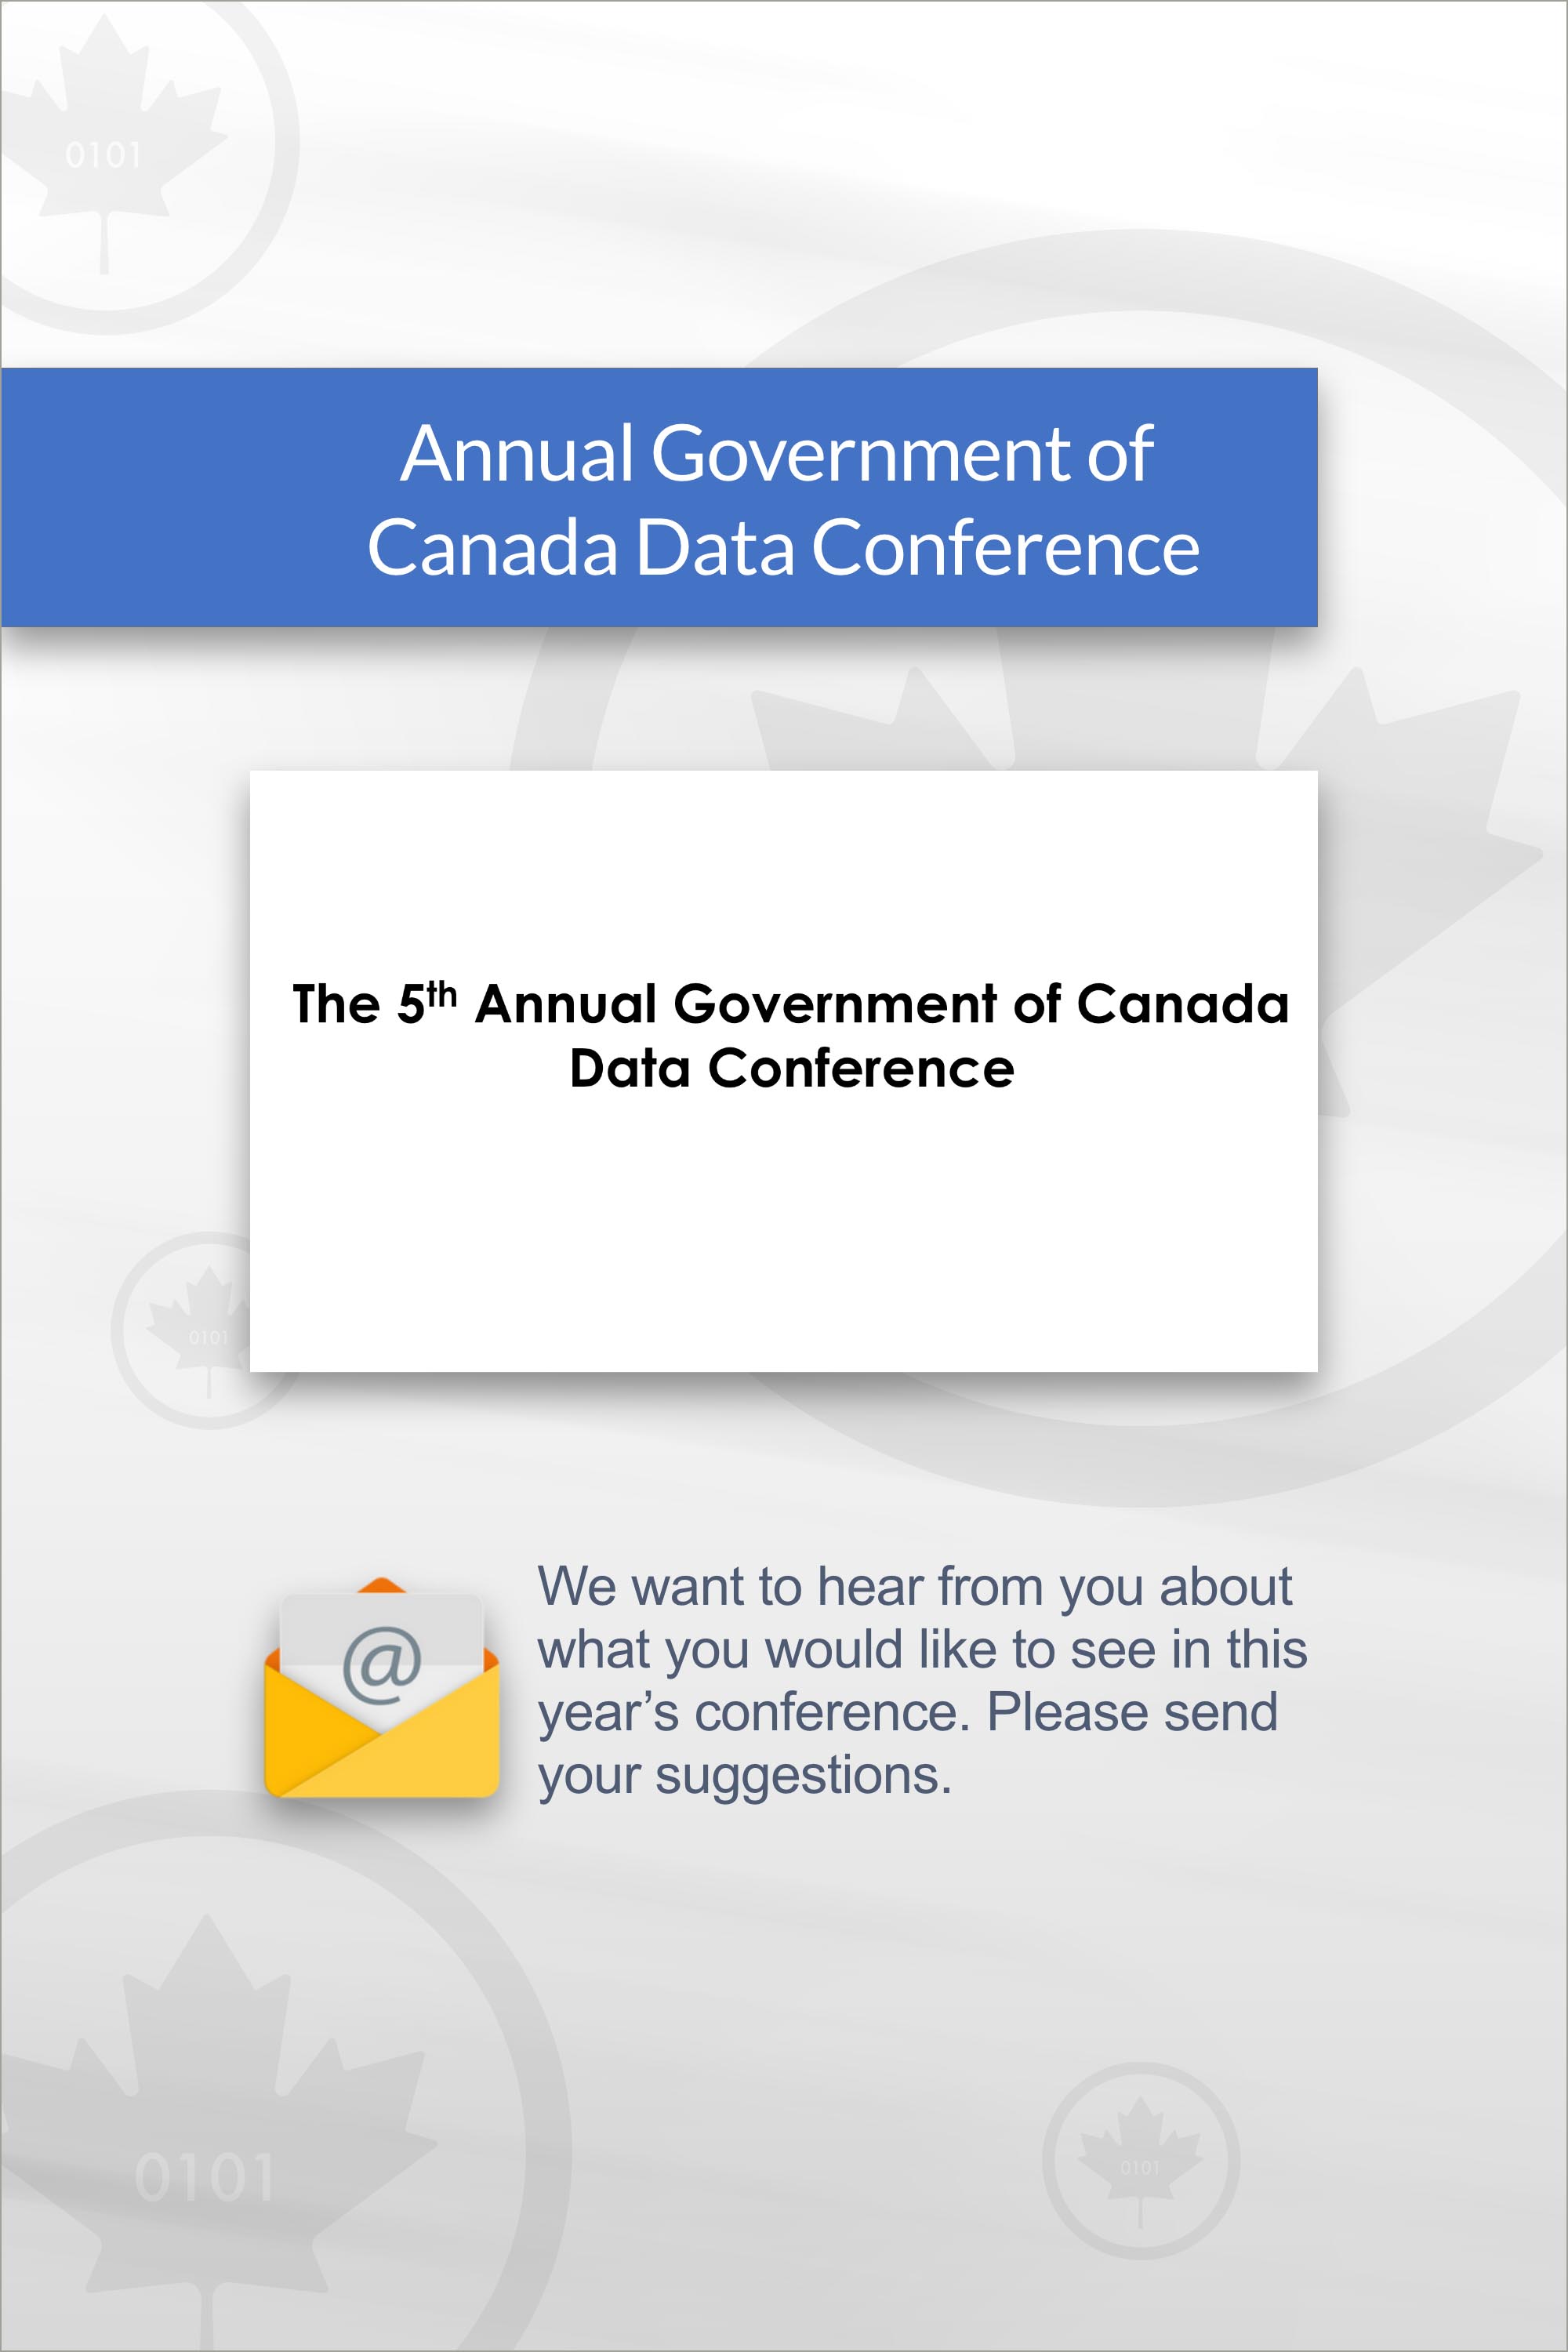 0101
Annual Government of
Canada Data Conference
The 5th Annual Government of Canada
Data Conference
0101
@
We want to hear from you about
what you would like to see in this
year’s conference. Please send
your suggestions.
0101
0101